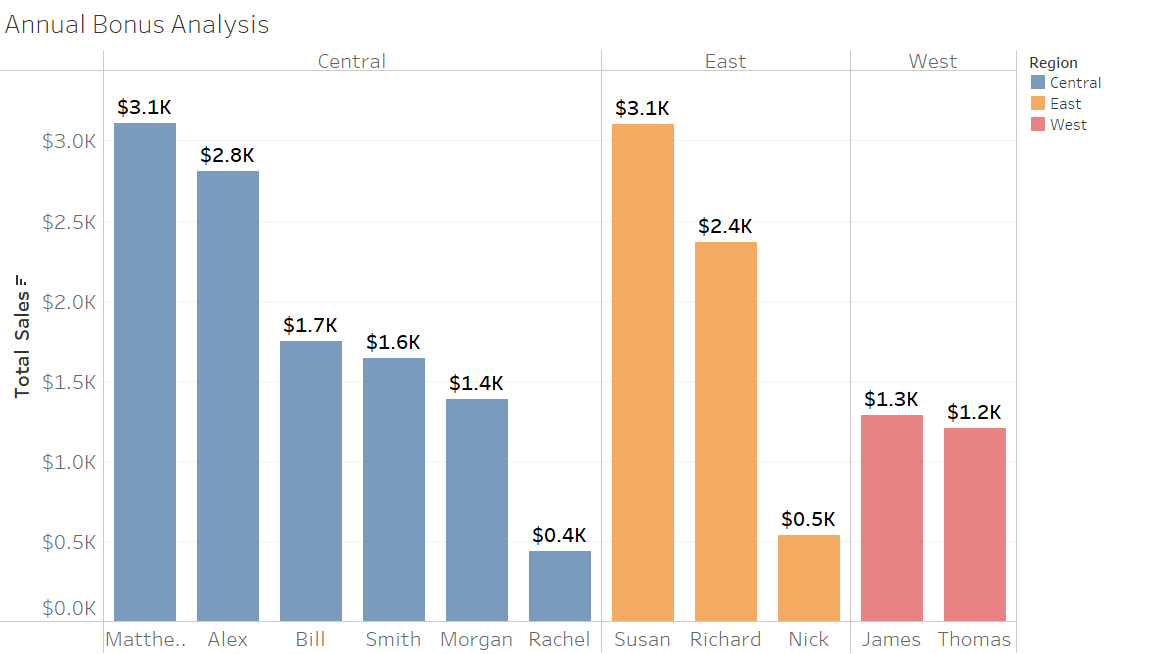 Annual Bonus Analysis
Central East West
Region
Central
East
West
Total Sales
$3.0K
$2.5K
$2.0K
$1.5K
$1.0K
$0.5K
$0.0K
$3.1K
$2.8K
$1.7K
$1.6K
$1.4K
$0.4K
$3.1K
$2.4K
$0.5K
$1.3K
$1.2K
Matthe.. Alex Bill Smith Morgan Rachel Susan Richard Nick James Thomas